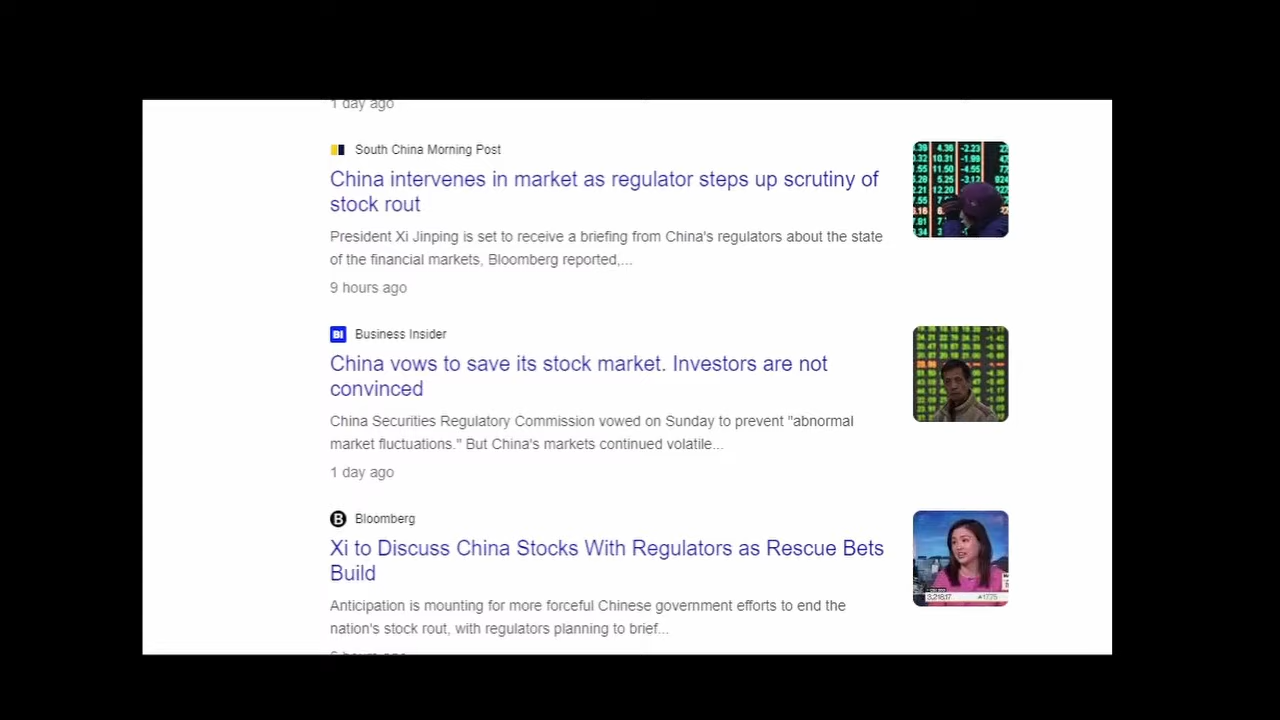 1 day ago
South China Morning Post
China intervenes in market as regulator steps up scrutiny of
stock rout
President Xi Jinping is set to receive a briefing from China's regulators about the state
of the financial markets, Bloomberg reported,...
9 hours ago
BI
Business Insider
China vows to save its stock market. Investors are not
convinced
China Securities Regulatory Commission vowed on Sunday to prevent "abnormal
market fluctuations." But China's markets continued volatile...
1 day ago
B
Bloomberg
Xi to Discuss China Stocks With Regulators as Rescue Bets
Build
Anticipation is mounting for more forceful Chinese government efforts to end the
nation's stock rout, with regulators planning to brief...